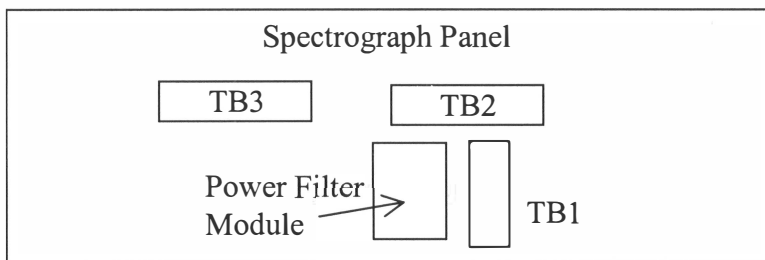 Spectrograph Panel
TB3
TB2
Power Filter
Module
TB1